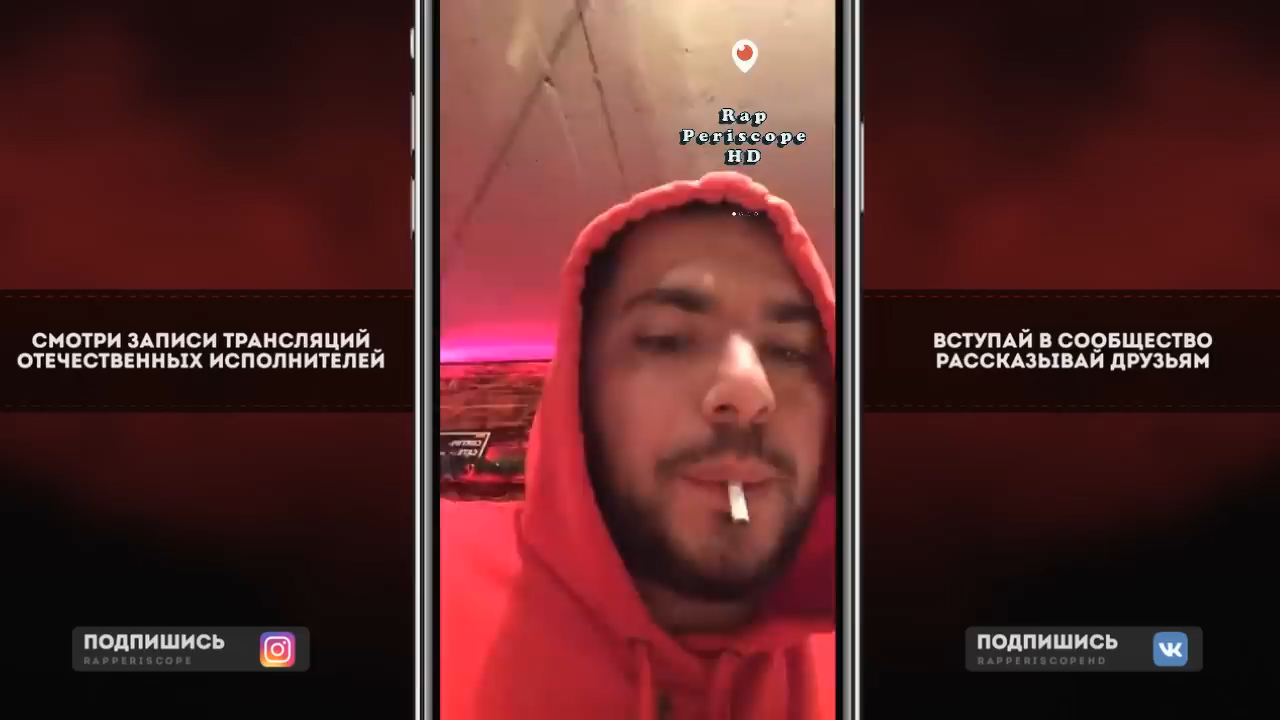 Rap
Periscope
HD
СМОТРИ ЗАПИСИ ТРАНСЛЯЦИЙ
ОТЕЧЕСТВЕННЫХ ИСПОЛНИТЕЛЕЙ
ВСТУПАЙ В СООБЩЕСТВО
РАССКАЗЫВАЙ ДРУЗЬЯМ
ПОДПИШИСЬ
RAPPERISCOPE
ПОДПИШИСЬ
RAPPERISCOPEHD